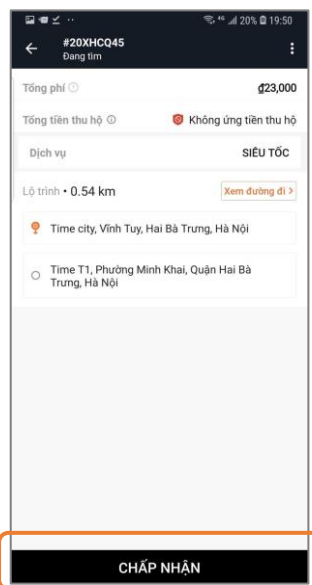 20% 19:50
#20XHCQ45
Đang tìm
Tổng phí
₫23,000
Tổng tiền thu hộ
Không ứng tiền thu hộ
Dịch vụ
SIÊU TỐC
Lộ trình • 0.54 km
Xem đường đi >
Time city, Vĩnh Tuy, Hai Bà Trưng, Hà Nội
Time T1, Phường Minh Khai, Quận Hai Bà
Trưng, Hà Nội
CHẤP NHẬN